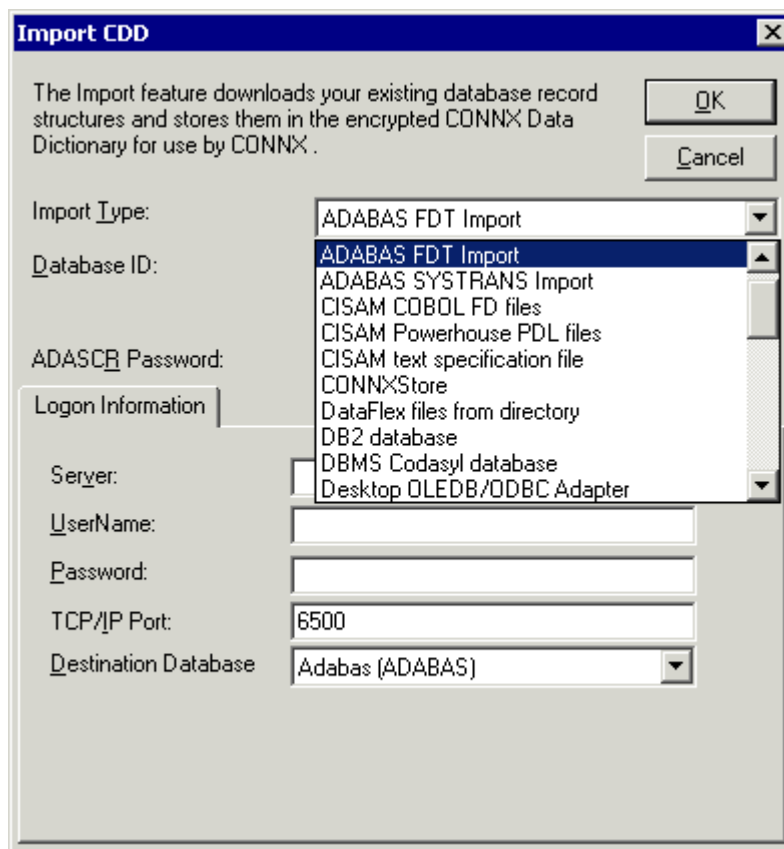 Import CDD
The Import feature downloads your existing database record
structures and stores them in the encrypted CONNX Data
Dictionary for use by CONNX .
OK
Cancel
Import Type:
ADABAS FDT Import
Database ID:
ADABAS FDT Import
ADABAS SYSTRANS Import
CISAM COBOL FD files
CISAM Powerhouse PDL files
CISAM text specification file
CONNXStore
DataFlex files from directory
DB2 database
DBMS Codasyl database
Desktop OLEDB/ODBC Adapter
ADASCR Password:
Logon Information
Server:
UserName:
Password:
TCP/IP Port:
6500
Destination Database
Adabas (ADABAS)